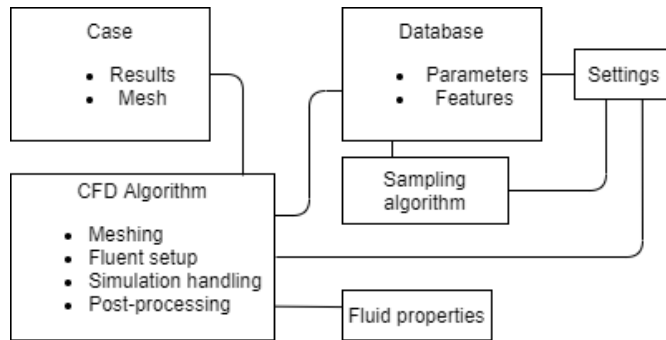 Case
• Results
• Mesh
Database
• Parameters
• Features
Settings
Sampling
algorithm
CFD Algorithm
• Meshing
• Fluent setup
• Simulation handling
• Post-processing
Fluid properties